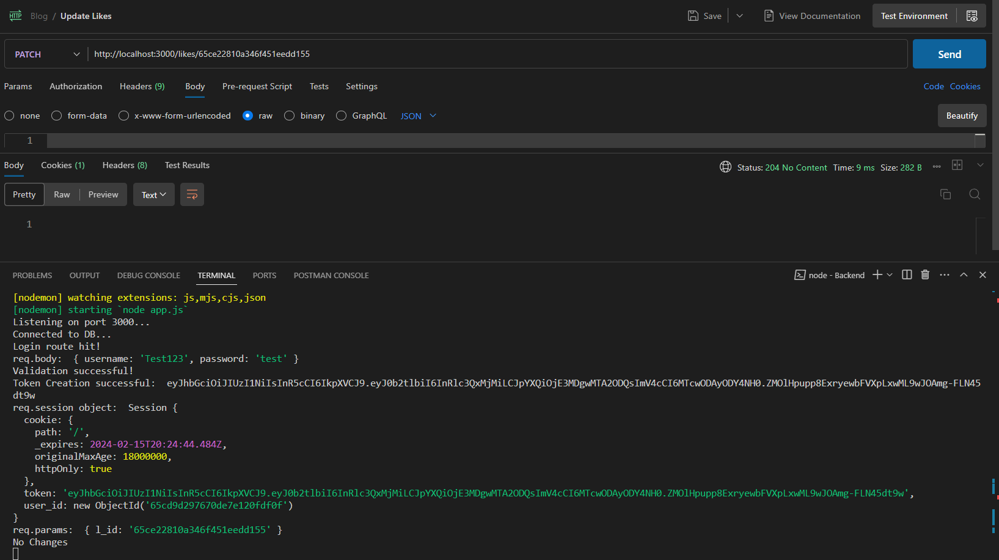 HTTP Blog / Update Likes Save View Documentation Test Environment
PATCH http://localhost:3000/likes/65ce22810a346f451eedd155 Send
Params Authorization Headers (9) Body Pre-request Script Tests Settings Code Cookies
none form-data x-www-form-urlencoded raw binary GraphQL JSON Beautify
1
Body Cookies (1) Headers (8) Test Results Status: 204 No Content Time: 9 ms Size: 282 B
Pretty Raw Preview Text
1
PROBLEMS OUTPUT DEBUG CONSOLE TERMINAL PORTS POSTMAN CONSOLE node - Backend
[nodemon] watching extensions: js,mjs,cjs,json
[nodemon] starting `node app.js`
Listening on port 3000...
Connected to DB...
Login route hit!
req.body:  { username: 'Test123', password: 'test' }
Validation successful!
Token Creation successful:  eyJhbGciOiJIUzI1NiIsInR5cCI6IkpXVCJ9.eyJ0b2tlbiI6InRlc3QxMjMiLCJpYXQiOjE3MDgwMTA2ODQsImV4cCI6MTcwODAyODY4NH0.ZMOlHpupp8ExryewbFVXpLxwML9wJOAmg-FLN45
dt9w
req.session object:  Session {
cookie: {
path: '/',
_expires: 2024-02-15T20:24:44.484Z,
originalMaxAge: 18000000,
httpOnly: true
},
token: 'eyJhbGciOiJIUzI1NiIsInR5cCI6IkpXVCJ9.eyJ0b2tlbiI6InRlc3QxMjMiLCJpYXQiOjE3MDgwMTA2ODQsImV4cCI6MTcwODAyODY4NH0.ZMOlHpupp8ExryewbFVXpLxwML9wJOAmg-FLN45dt9w',
user_id: new ObjectId('65cd9d297670de7e120fdf0f')
}
req.params:  { l_id: '65ce22810a346f451eedd155' }
No Changes